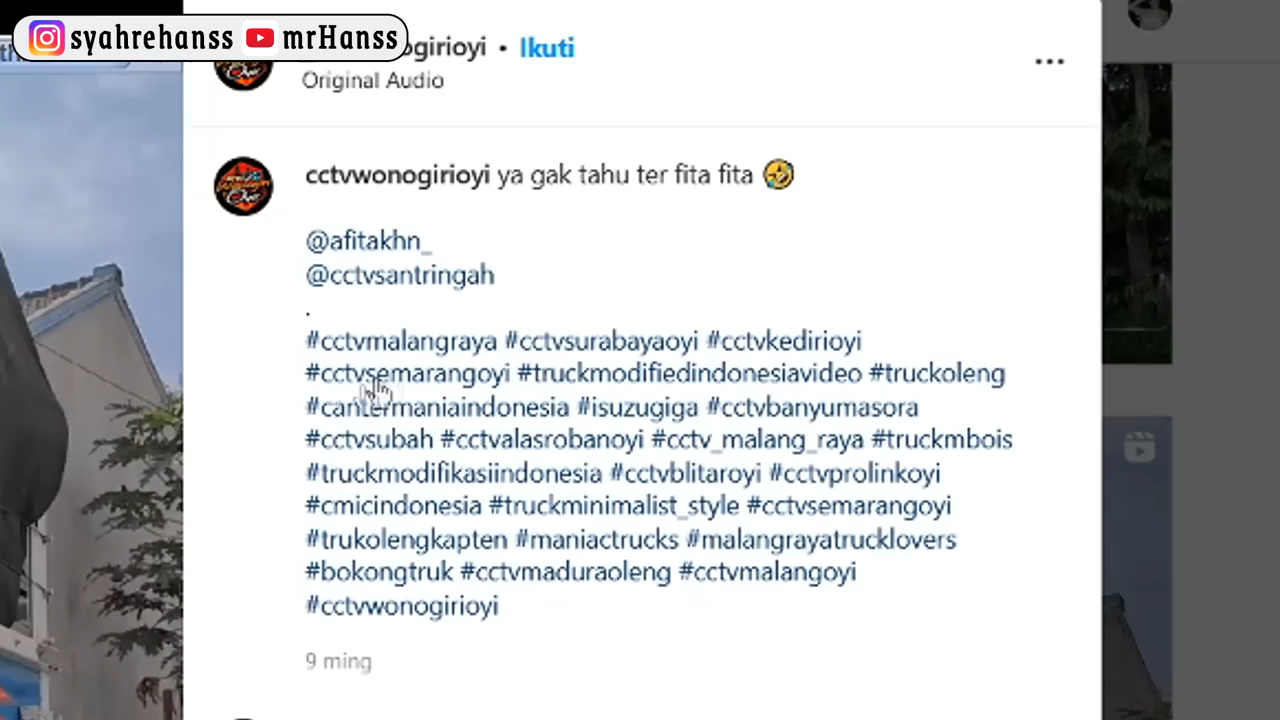 syahrehanss mrHanss
ogirioyi • Ikuti
Original Audio
cctvwonogirioyi ya gak tahu ter fita fita 🤣
@afitakhn_
@cctvsantringah
.
#cctvmalangraya #cctvsurabayaoyi #cctvkedirioyi
#cctvsemarangoyi #truckmodifiedindonesiavideo #truckoleng
#cantermaniaindonesia #isuzugiga #cctvbanyumasora
#cctvsubah #cctvalasrobanoyi #cctv_malang_raya #truckmbois
#truckmodifikasiindonesia #cctvblitaroyi #cctvprolinkoyi
#cmicindonesia #truckminimalist_style #cctvsemarangoyi
#trukolengkapten #maniactrucks #malangrayatrucklovers
#bokongtruk #cctvmaduraoleng #cctvmalangoyi
#cctvwonogirioyi
9 ming